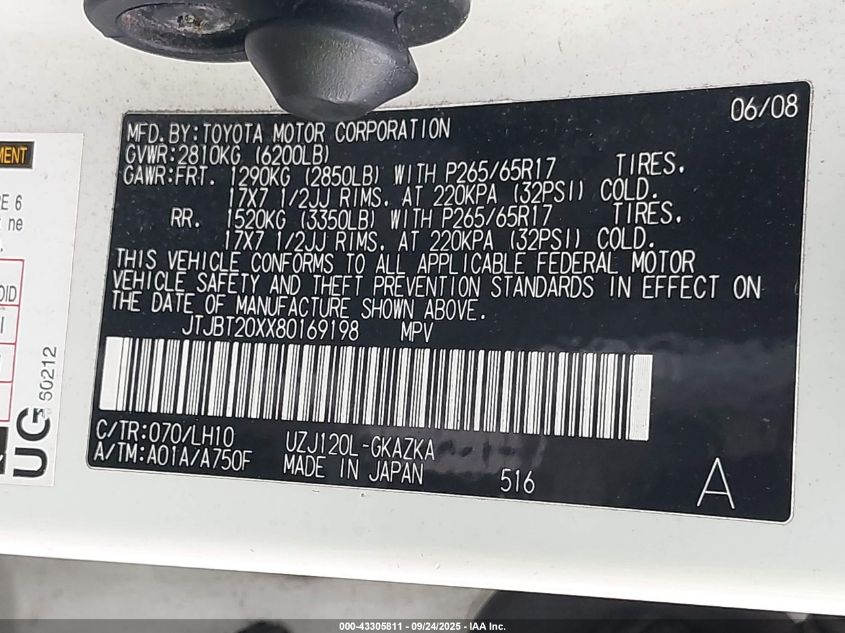 06/08
MFD. BY: TOYOTA MOTOR CORPORATION
GVWR: 2810KG (6200LB)
GAWR: FRT. 1290KG (2850LB) WITH P265/65R17 TIRES.
17X7 1/2JJ RIMS. AT 220KPA (32PSI) COLD.
RR. 1520KG (3350LB) WITH P265/65R17 TIRES.
17X7 1/2JJ RIMS. AT 220KPA (32PSI) COLD.
THIS VEHICLE CONFORMS TO ALL APPLICABLE FEDERAL MOTOR
VEHICLE SAFETY AND THEFT PREVENTION STANDARDS IN EFFECT ON
THE DATE OF MANUFACTURE SHOWN ABOVE.
JTJBT20XX80169198 MPV
C/TR: 070/LH10 UZJ120L-GKAZKA
A/TM: A01A/A750F MADE IN JAPAN 516
A
UG
60212
000-43305811 - 09/24/2025 - IAA Inc.